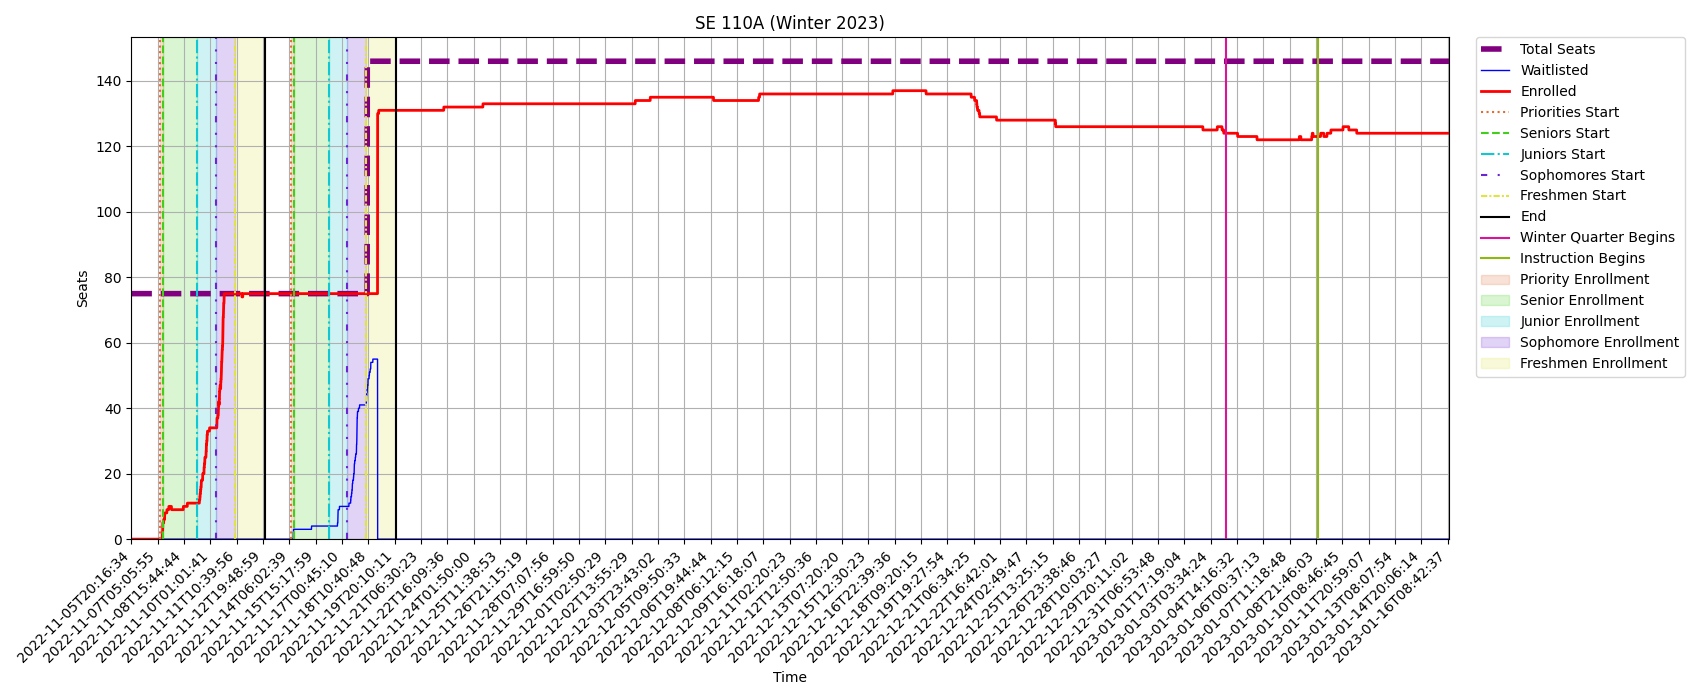 SE 110A (Winter 2023)
Seats
140
120
100
80
60
40
20
0
2022-11-05T20:16:34
2022-11-07T05:05:55
2022-11-08T15:44:44
2022-11-10T01:01:41
2022-11-11T10:39:56
2022-11-12T19:48:59
2022-11-14T06:02:39
2022-11-15T15:17:59
2022-11-17T00:45:10
2022-11-18T10:40:48
2022-11-19T20:10:11
2022-11-21T06:30:23
2022-11-22T16:09:36
2022-11-24T01:50:00
2022-11-25T11:38:53
2022-11-26T21:15:19
2022-11-28T07:07:56
2022-11-29T16:59:50
2022-12-01T02:50:29
2022-12-02T13:55:29
2022-12-03T23:43:02
2022-12-05T09:50:33
2022-12-06T19:44:44
2022-12-08T06:12:15
2022-12-09T16:18:07
2022-12-11T02:20:23
2022-12-12T12:50:36
2022-12-13T07:20:20
2022-12-15T12:30:23
2022-12-16T22:39:36
2022-12-18T09:20:15
2022-12-19T19:27:54
2022-12-21T06:34:25
2022-12-22T16:42:01
2022-12-24T02:49:47
2022-12-25T13:25:15
2022-12-26T23:38:46
2022-12-28T10:03:27
2022-12-29T20:11:02
2022-12-31T06:53:48
2023-01-01T17:19:04
2023-01-03T03:34:24
2023-01-04T14:16:32
2023-01-06T00:37:13
2023-01-07T11:18:48
2023-01-08T21:46:03
2023-01-10T08:46:45
2023-01-11T20:59:07
2023-01-13T08:07:54
2023-01-14T20:06:14
2023-01-16T08:42:37
Time
Total Seats
Waitlisted
Enrolled
Priorities Start
Seniors Start
Juniors Start
Sophomores Start
Freshmen Start
End
Winter Quarter Begins
Instruction Begins
Priority Enrollment
Senior Enrollment
Junior Enrollment
Sophomore Enrollment
Freshmen Enrollment